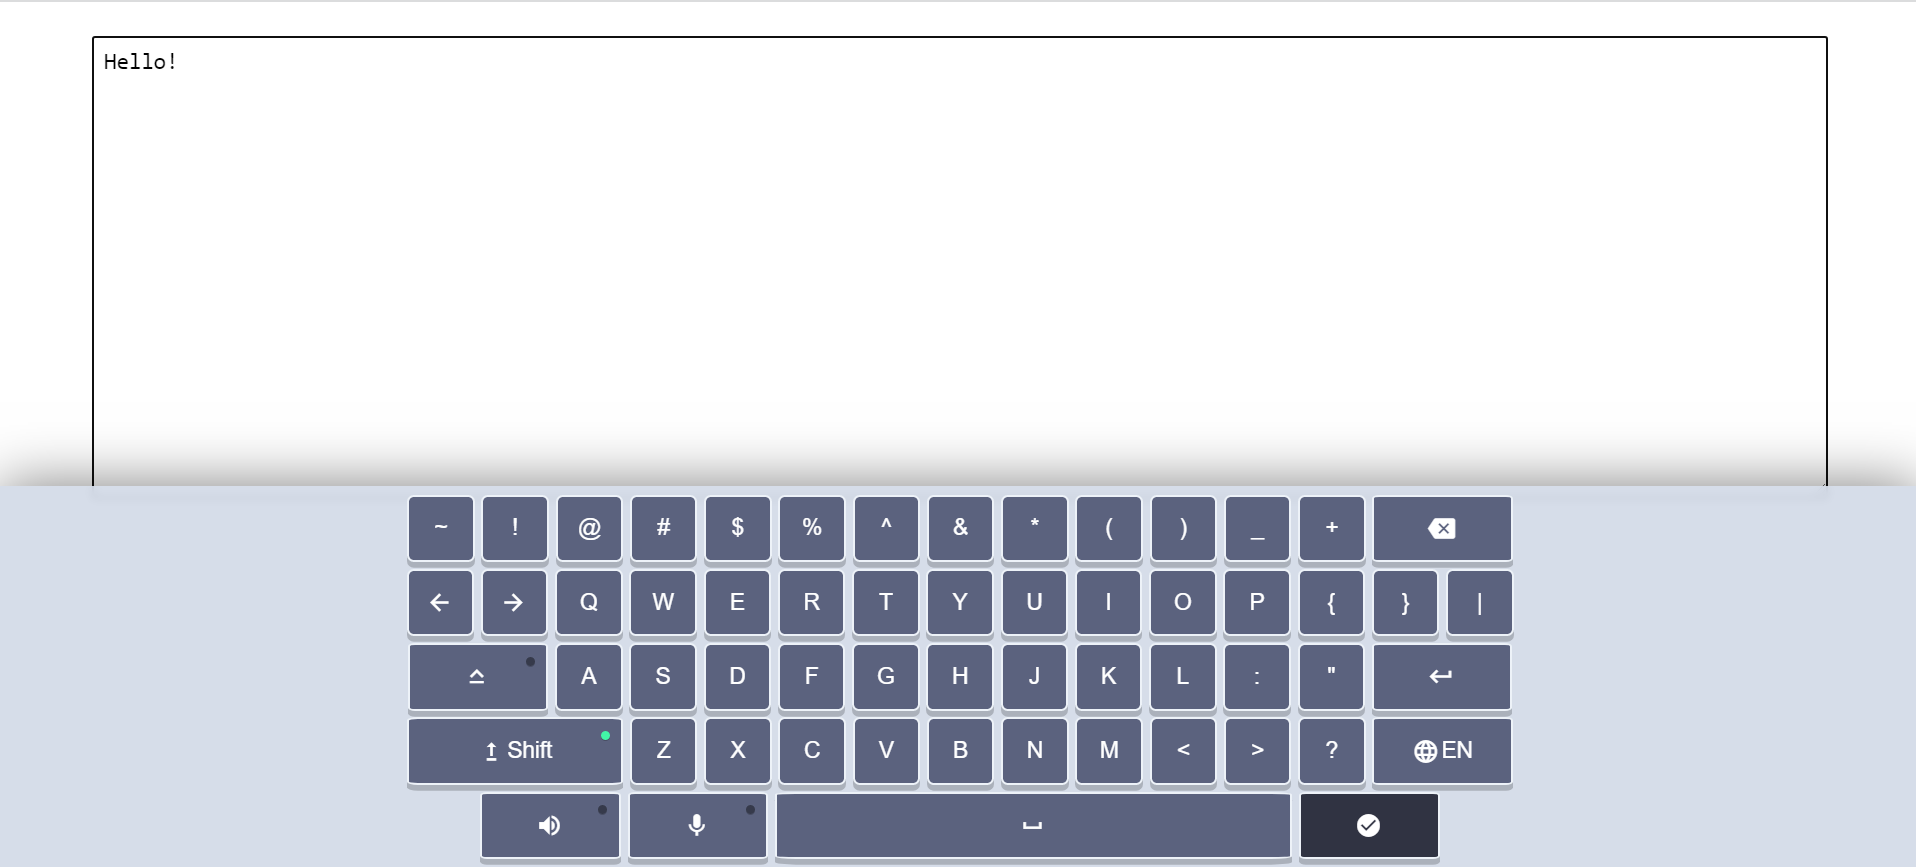 Hello!
~ ! @ # $ % ^ & * ( ) _ +
Q W E R T Y U I O P { } |
A S D F G H J K L : "
Shift Z X C V B N M < > ? EN